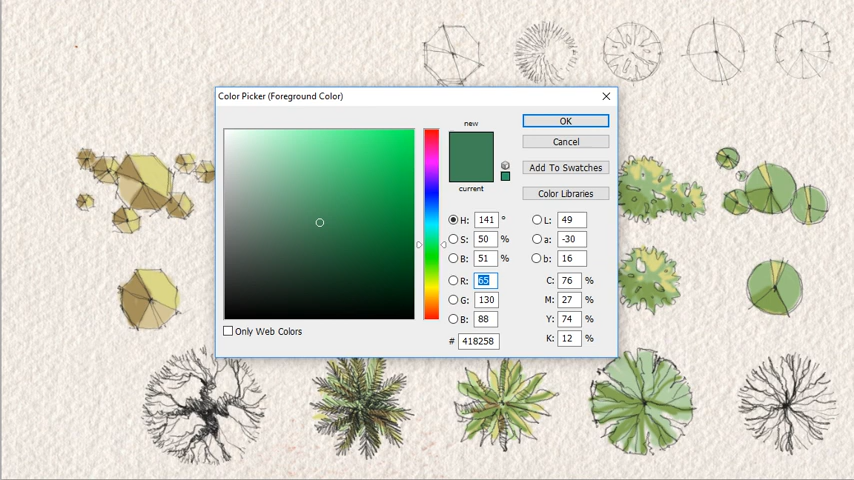 Color Picker (Foreground Color)
new
current
OK
Cancel
Add To Swatches
Color Libraries
H: 141 °
S: 50 %
B: 51 %
R: 65
G: 130
B: 88
# 418258
L: 49
a: -30
b: 16
C: 76 %
M: 27 %
Y: 74 %
K: 12 %
Only Web Colors